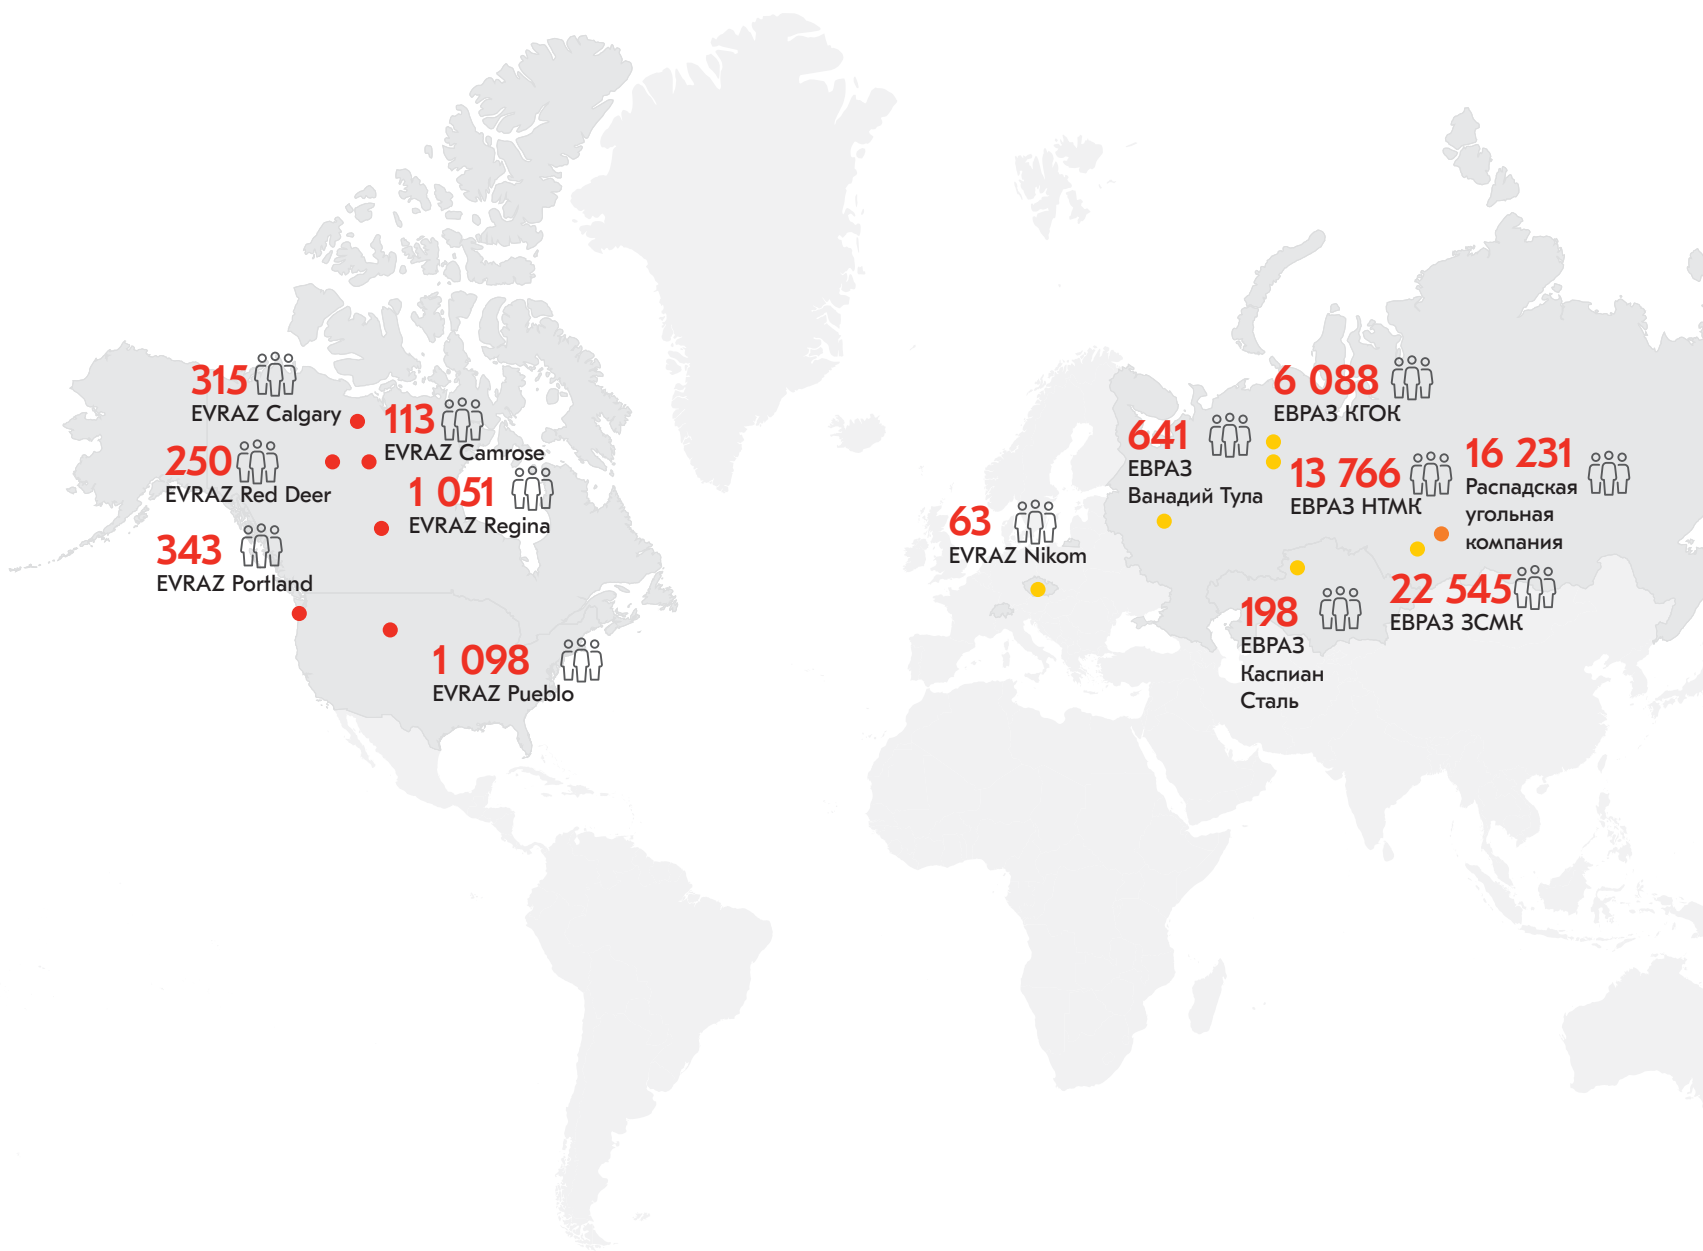 315
EVRAZ Calgary
113
EVRAZ Camrose
250
EVRAZ Red Deer
1 051
EVRAZ Regina
343
EVRAZ Portland
1 098
EVRAZ Pueblo
63
EVRAZ Nikom
641
ЕВРАЗ
Ванадий Тула
6 088
ЕВРАЗ КГОК
13 766
ЕВРАЗ НТМК
16 231
Распадская
угольная
компания
198
ЕВРАЗ
Каспиан
Сталь
22 545
ЕВРАЗ ЗСМК